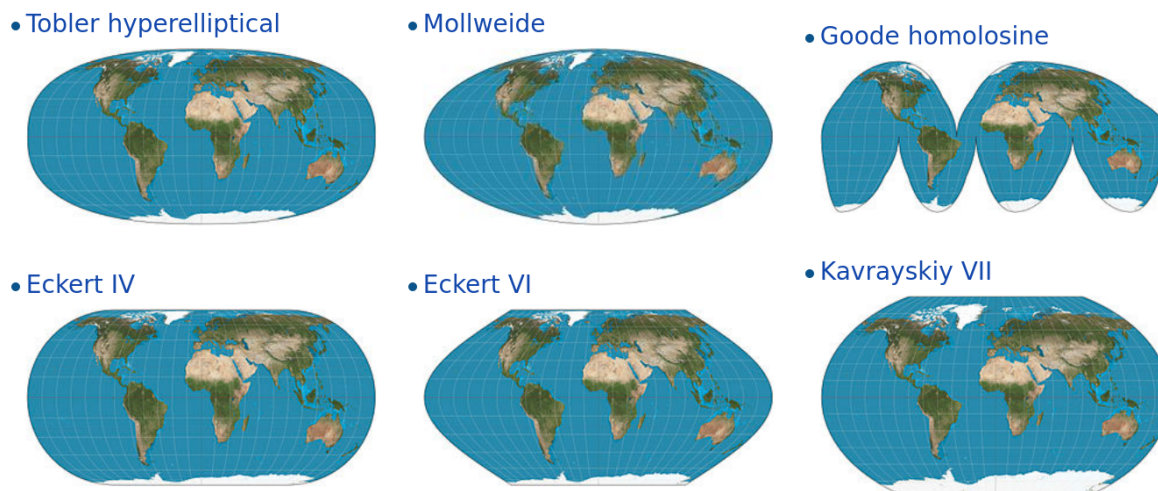 Tobler hyperelliptical
Mollweide
Goode homolosine
Eckert IV
Eckert VI
Kavrayskiy VII